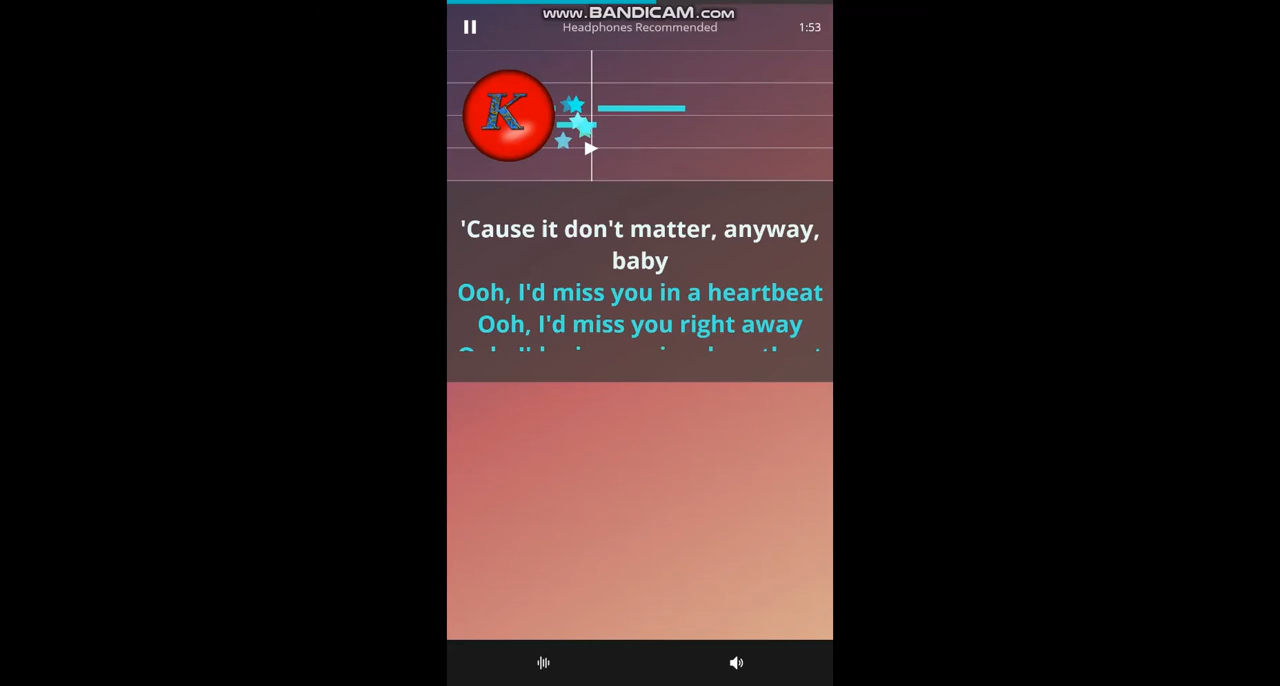 www.BANDICAM.com
Headphones Recommended
1:53
K
'Cause it don't matter, anyway,
baby
Ooh, I'd miss you in a heartbeat
Ooh, I'd miss you right away